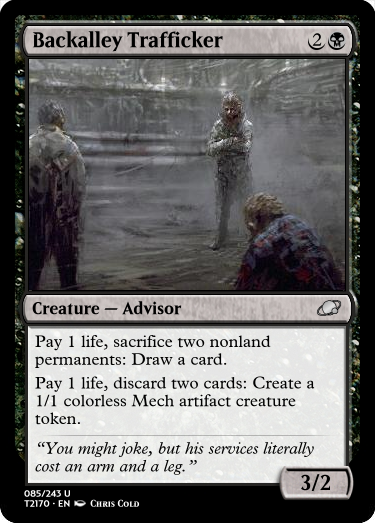 Backalley Trafficker 2
Creature — Advisor
Pay 1 life, sacrifice two nonland
permanents: Draw a card.
Pay 1 life, discard two cards: Create a
1/1 colorless Mech artifact creature
token.
“You might joke, but his services literally
cost an arm and a leg.”
3/2
085/243 U
T2170 · EN Chris Cold